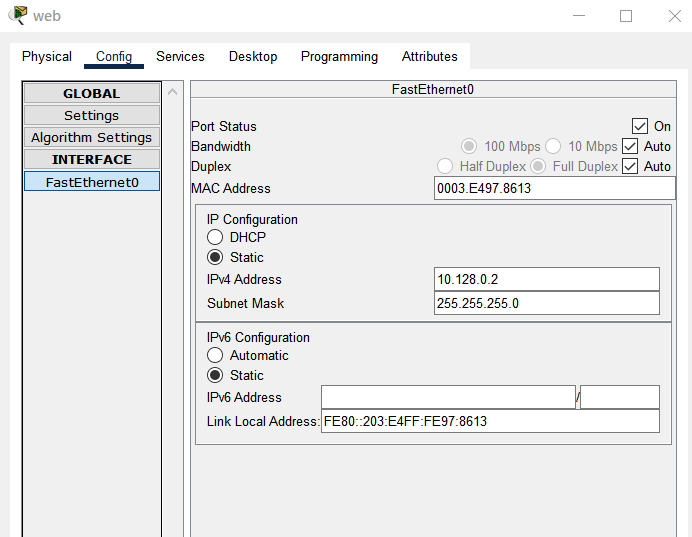 web
Physical Config Services Desktop Programming Attributes
GLOBAL
Settings
Algorithm Settings
INTERFACE
FastEthernet0
FastEthernet0
Port Status On
Bandwidth 100 Mbps 10 Mbps Auto
Duplex Half Duplex Full Duplex Auto
MAC Address 0003.E497.8613
IP Configuration
DHCP
Static
IPv4 Address 10.128.0.2
Subnet Mask 255.255.255.0
IPv6 Configuration
Automatic
Static
IPv6 Address /
Link Local Address: FE80::203:E4FF:FE97:8613